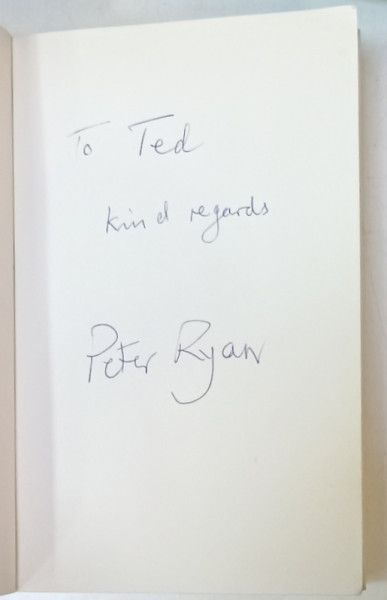 To Ted
kind regards
Peter Ryan